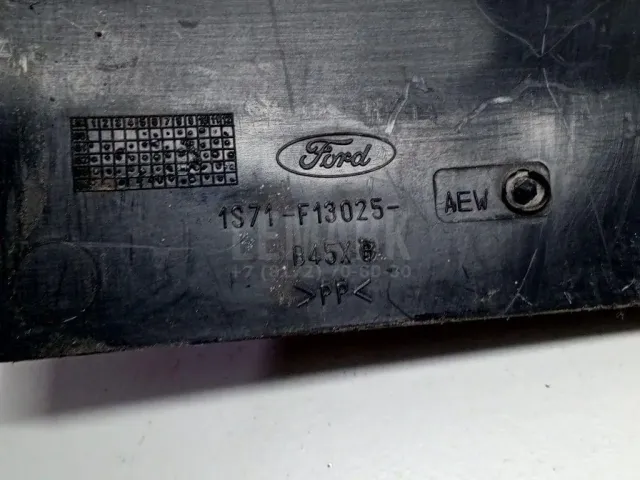 Ford
1S71-F13025-
AEW
B45X
>PP<